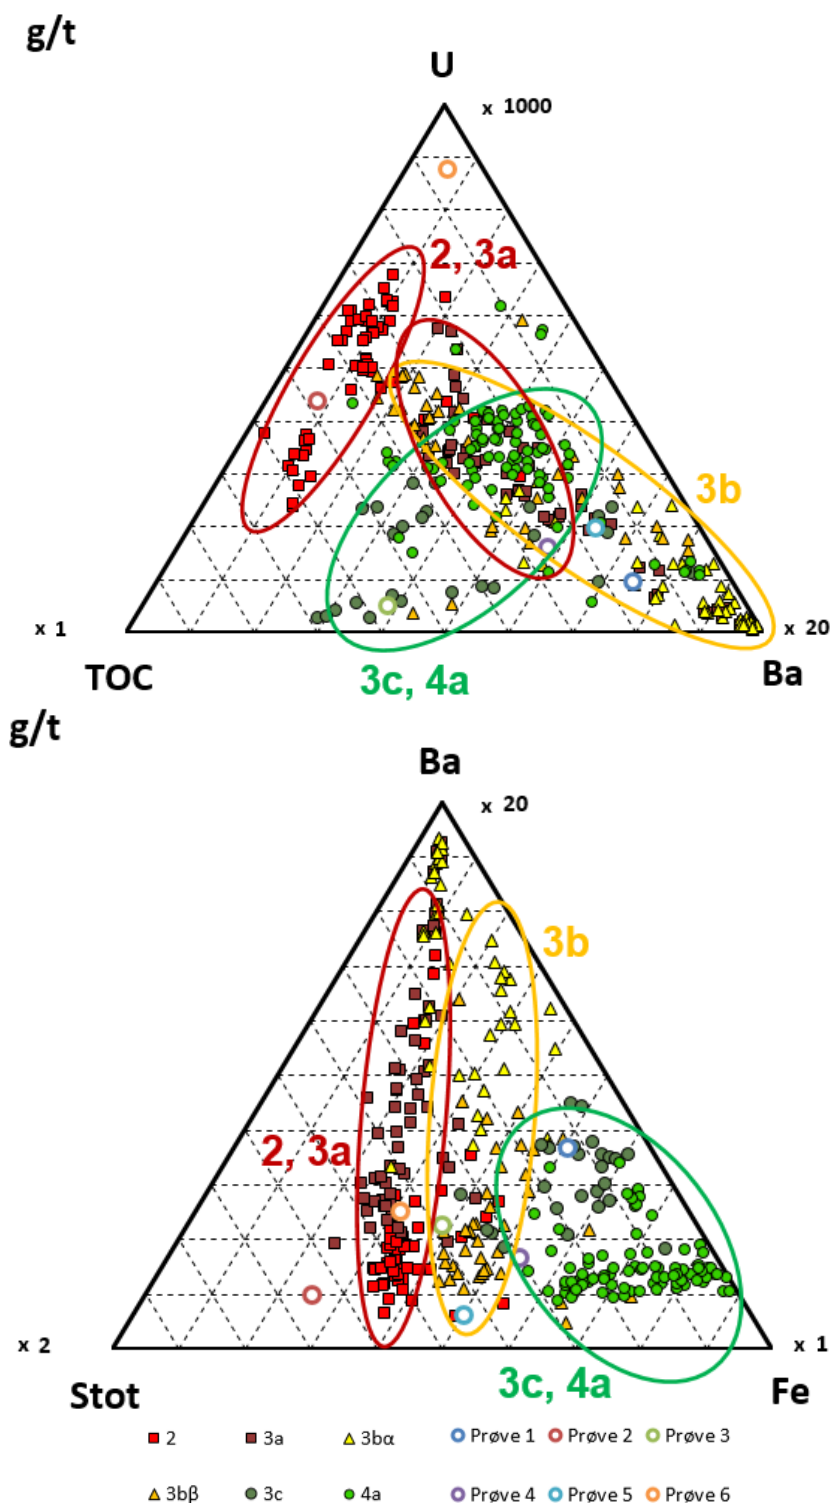 g/t
U
x 1000
2, 3a
3b
x 1
x 20
TOC
Ba
3c, 4a
g/t
Ba
x 20
3b
2, 3a
x 2
x 1
3c, 4a
Stot
Fe
2 3a 3bα Prøve 1 Prøve 2 Prøve 3
3bβ 3c 4a Prøve 4 Prøve 5 Prøve 6